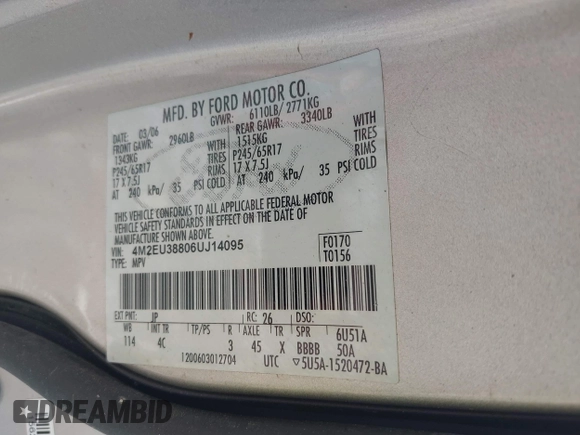 MFD. BY FORD MOTOR CO.
DATE: 03/06 GVWR: 6110LB/ 2771KG
FRONT GAWR: 2960LB REAR GAWR: 3340LB
1343KG 1515KG
P245/65R17 TIRES P245/65R17 TIRES
17 X 7.5J RIMS 17 X 7.5J RIMS
AT 240 kPa/ 35 PSI COLD AT 240 kPa/ 35 PSI COLD
THIS VEHICLE CONFORMS TO ALL APPLICABLE FEDERAL MOTOR
VEHICLE SAFETY STANDARDS IN EFFECT ON THE DATE OF
MANUFACTURE SHOWN ABOVE.
VIN: 4M2EU38806UJ14095 F0170
TYPE: MPV T0156
EXT PNT: JP RC: 26 DSO:
WB INT TR TP/PS R AXLE TR SPR 6U51A
114 4C 3 45 X BBBB 50A
1200603012704 UTC ▽5U5A-1520472-BA
DREAMBID